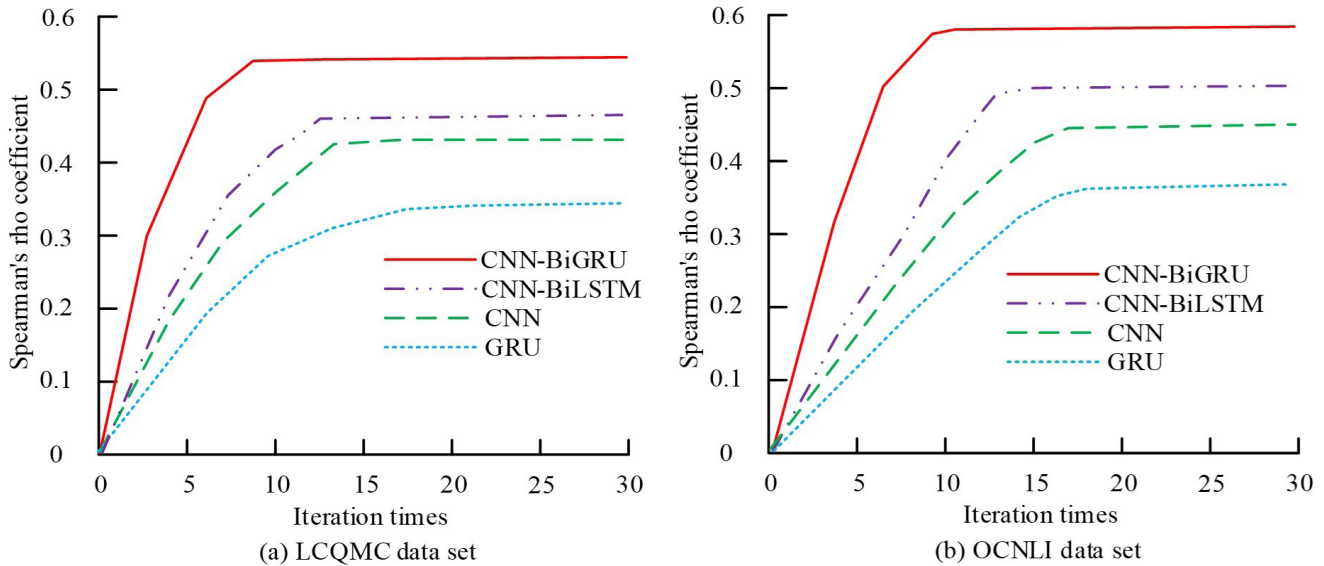 0.6
0.5
0.4
0.3
0.2
0.1
0
Spearman's rho coefficient
CNN-BiGRU
CNN-BiLSTM
CNN
GRU
0 5 10 15 20 25 30
Iteration times
(a) LCQMC data set
0.6
0.5
0.4
0.3
0.2
0.1
0
Spearman's rho coefficient
CNN-BiGRU
CNN-BiLSTM
CNN
GRU
0 5 10 15 20 25 30
Iteration times
(b) OCNLI data set